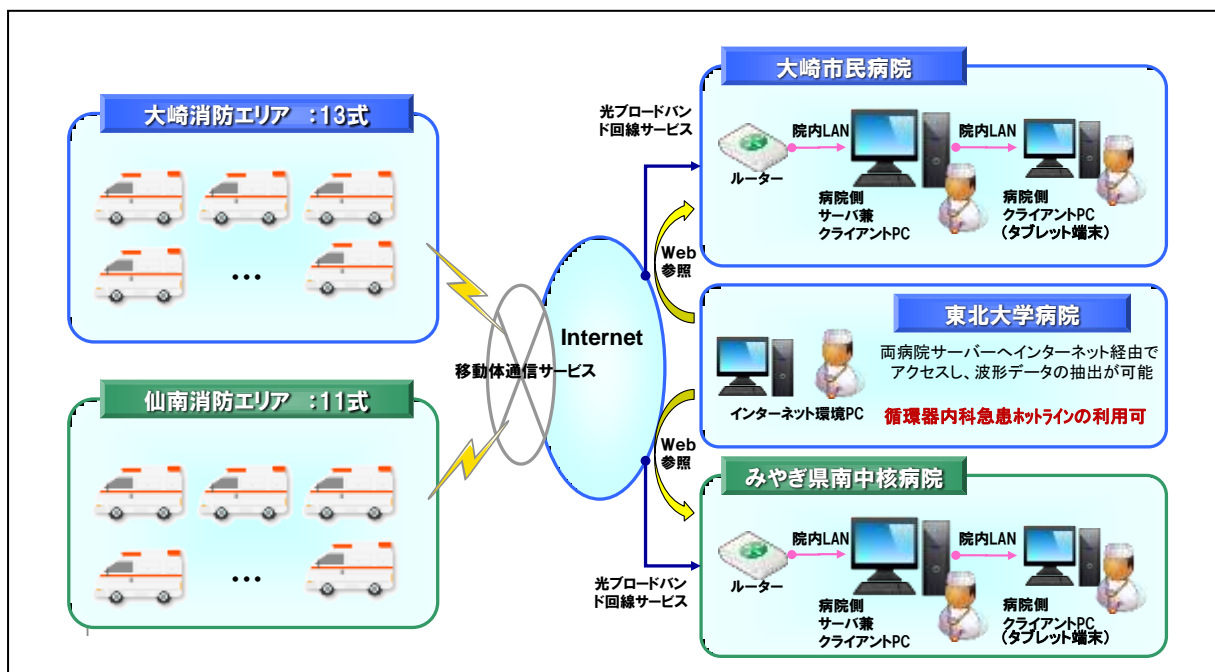 大崎消防エリア ：13式
…
仙南消防エリア ：11式
…
移動体通信サービス
Internet
光ブロードバン
ド回線サービス
Web
参照
Web
参照
光ブロードバン
ド回線サービス
大崎市民病院
院内LAN
院内LAN
ルーター
病院側
サーバ兼
クライアントPC
病院側
クライアントPC
（タブレット端末）
東北大学病院
両病院サーバーへインターネット経由で
アクセスし、波形データの抽出が可能
インターネット環境PC
循環器内科急患ホットラインの利用可
みやぎ県南中核病院
院内LAN
院内LAN
ルーター
病院側
サーバ兼
クライアントPC
病院側
クライアントPC
（タブレット端末）